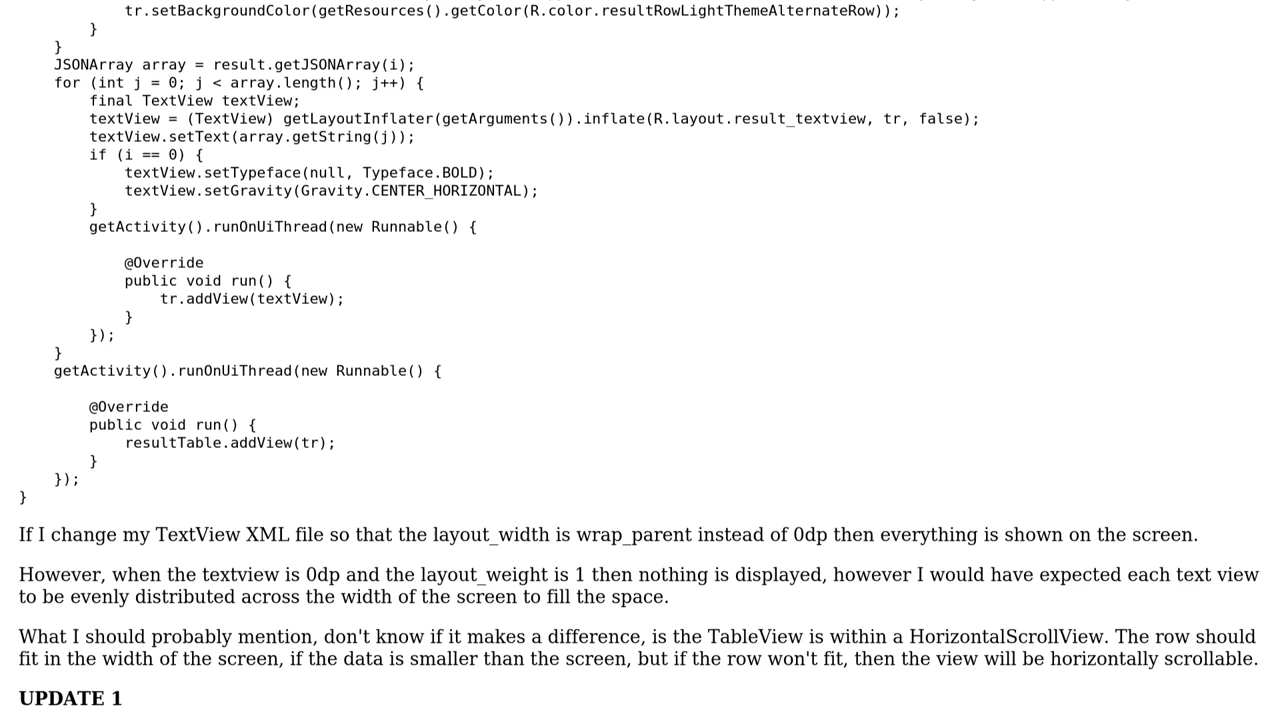 tr.setBackgroundColor(getResources().getColor(R.color.resultRowLightThemeAlternateRow));
}
}
JSONArray array = result.getJSONArray(i);
for (int j = 0; j < array.length(); j++) {
final TextView textView;
textView = (TextView) getLayoutInflater(getArguments()).inflate(R.layout.result_textview, tr, false);
textView.setText(array.getString(j));
if (i == 0) {
textView.setTypeface(null, Typeface.BOLD);
textView.setGravity(Gravity.CENTER_HORIZONTAL);
}
getActivity().runOnUiThread(new Runnable() {
@Override
public void run() {
tr.addView(textView);
}
});
}
getActivity().runOnUiThread(new Runnable() {
@Override
public void run() {
resultTable.addView(tr);
}
});
}
If I change my TextView XML file so that the layout_width is wrap_parent instead of 0dp then everything is shown on the screen.
However, when the textview is 0dp and the layout_weight is 1 then nothing is displayed, however I would have expected each text view
to be evenly distributed across the width of the screen to fill the space.
What I should probably mention, don't know if it makes a difference, is the TableView is within a HorizontalScrollView. The row should
fit in the width of the screen, if the data is smaller than the screen, but if the row won't fit, then the view will be horizontally scrollable.
UPDATE 1